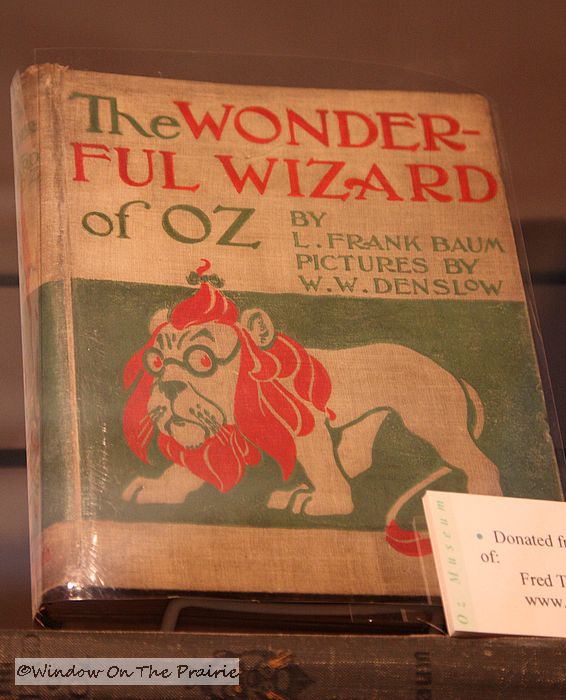 The WONDER-
FUL WIZARD
of OZ
BY
L. FRANK BAUM
PICTURES BY
W. W. DENSLOW
Oz Museum
• Donated
of:
Fred
www.
©Window On The Prairie